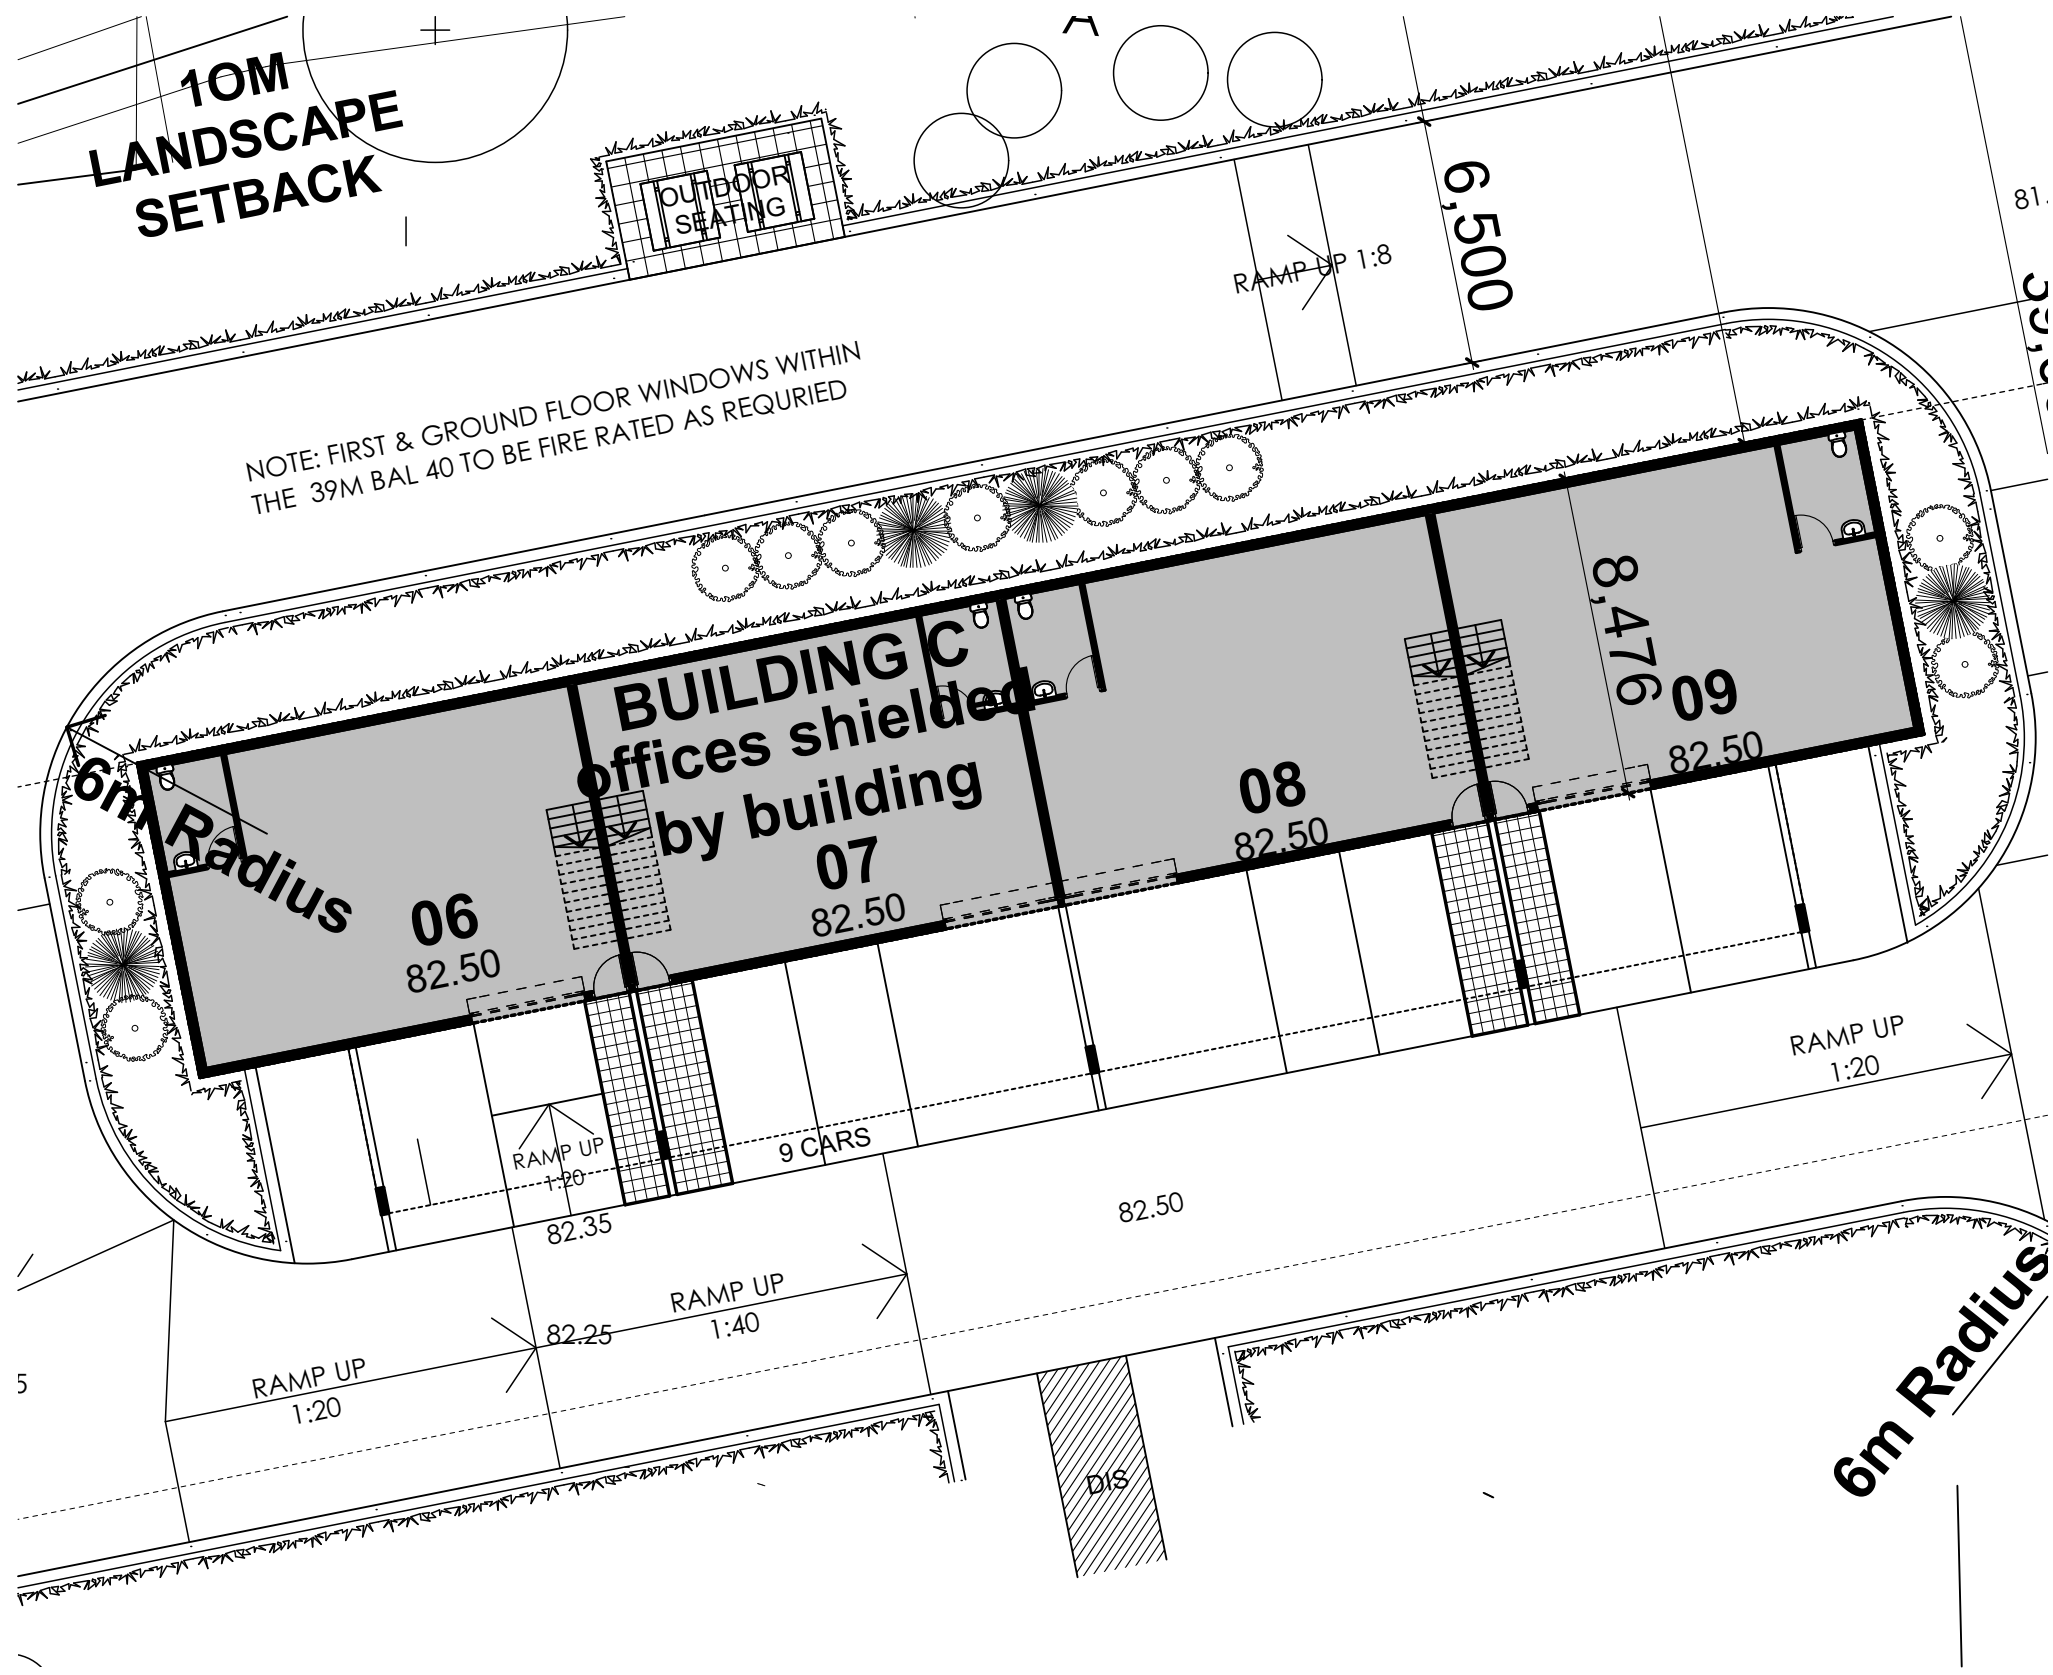 1OM
LANDSCAPE
SETBACK
OUTDOOR
SEATING
RAMP UP 1:8
6,500
81.
NOTE: FIRST & GROUND FLOOR WINDOWS WITHIN
THE 39M BAL 40 TO BE FIRE RATED AS REQURIED
BUILDING C
offices shielded
by building
8,476
6m Radius
06
82.50
07
82.50
08
82.50
09
82.50
RAMP UP
1:20
9 CARS
RAMP UP
1:20
82.35
82.50
RAMP UP
1:40
82.25
RAMP UP
1:20
5
DIS
6m Radius